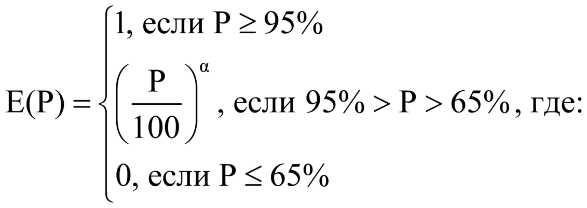 1, если P ≥ 95%
E(P) = { (P/100)^α, если 95% > P > 65%, где:
0, если P ≤ 65%